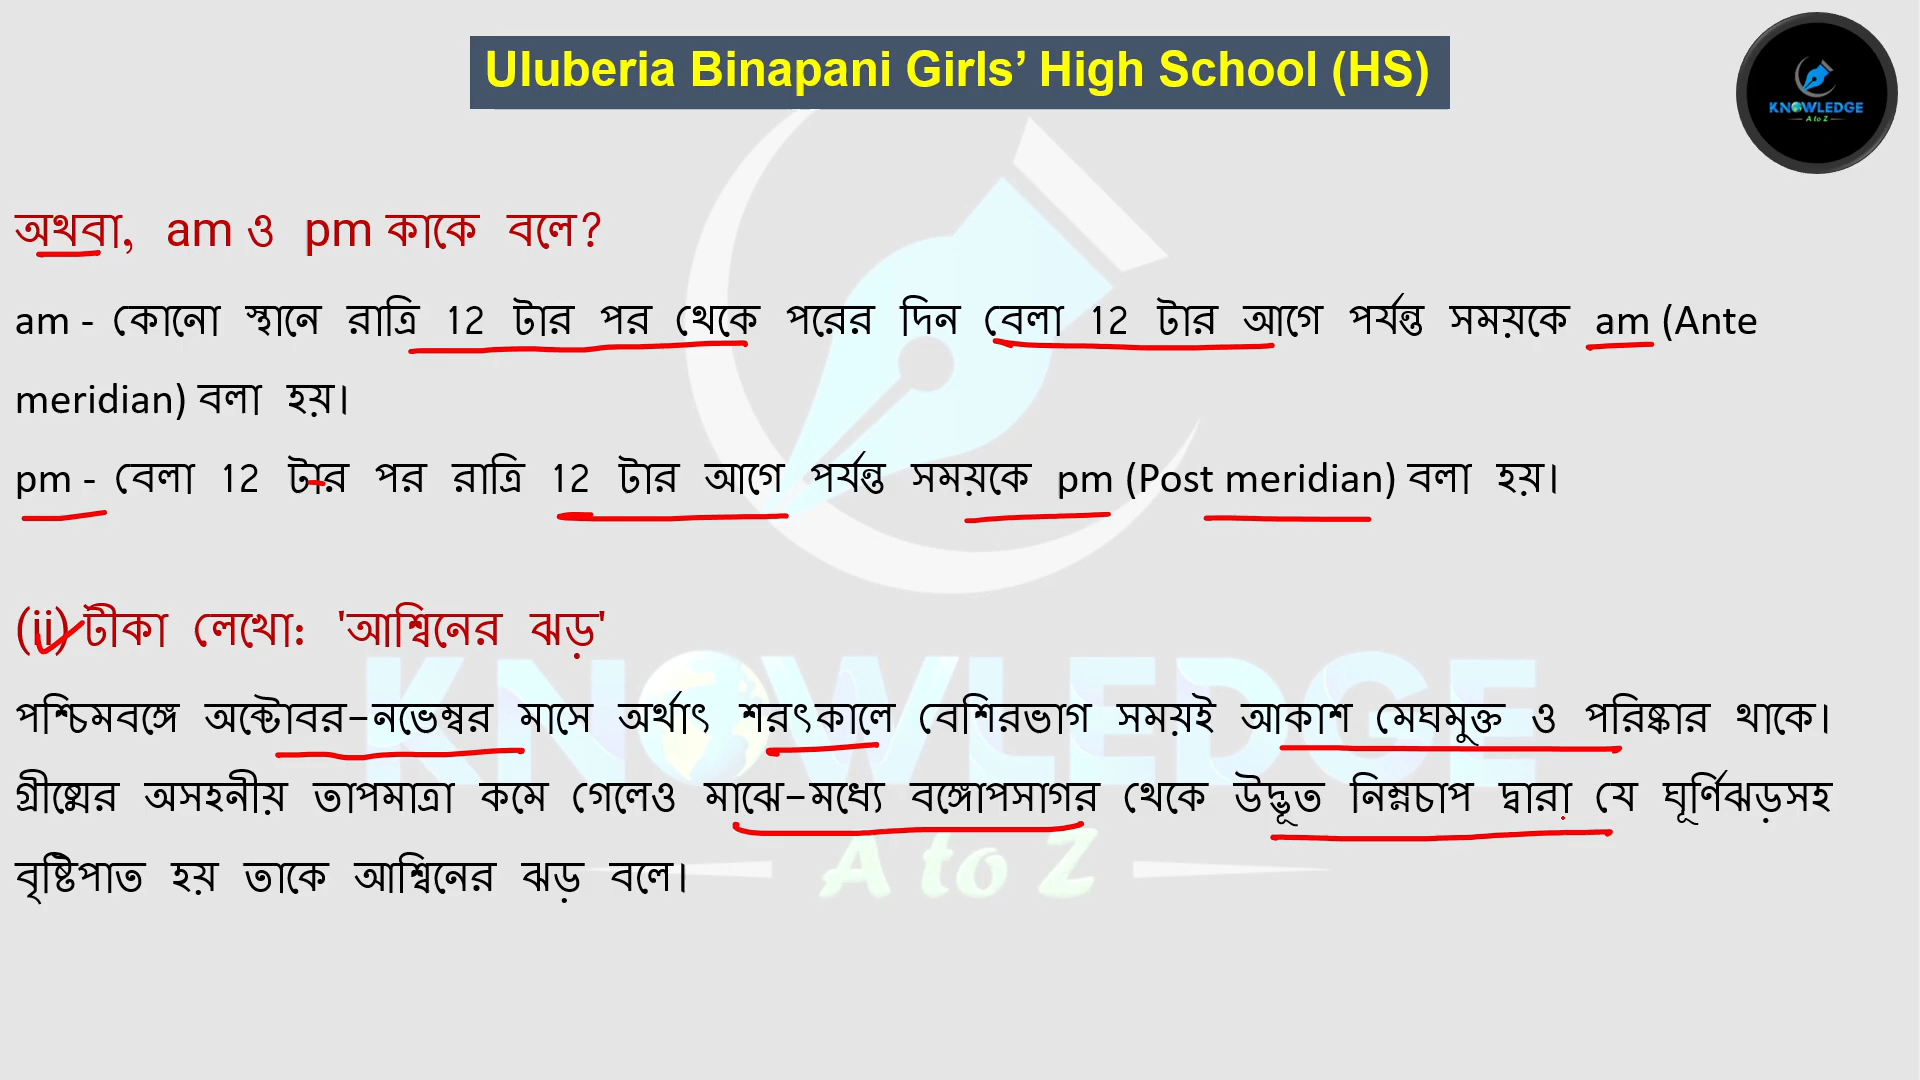 Uluberia Binapani Girls’ High School (HS)
KNOWLEDGE
A to Z
অথবা, am ও pm কাকে বলে?
am - কোনো স্থানে রাত্রি 12 টার পর থেকে পরের দিন বেলা 12 টার আগে পর্যন্ত সময়কে am (Ante
meridian) বলা হয়।
pm - বেলা 12 টার পর রাত্রি 12 টার আগে পর্যন্ত সময়কে pm (Post meridian) বলা হয়।
(ii) টীকা লেখো: 'আশ্বিনের ঝড়'
পশ্চিমবঙ্গে অক্টোবর-নভেম্বর মাসে অর্থাৎ শরৎকালে বেশিরভাগ সময়ই আকাশ মেঘমুক্ত ও পরিষ্কার থাকে।
গ্রীষ্মের অসহনীয় তাপমাত্রা কমে গেলেও মাঝে-মধ্যে বঙ্গোপসাগর থেকে উদ্ভূত নিম্নচাপ দ্বারা যে ঘূর্ণিঝড়সহ
বৃষ্টিপাত হয় তাকে আশ্বিনের ঝড় বলে।
KNOWLEDGE
A to Z